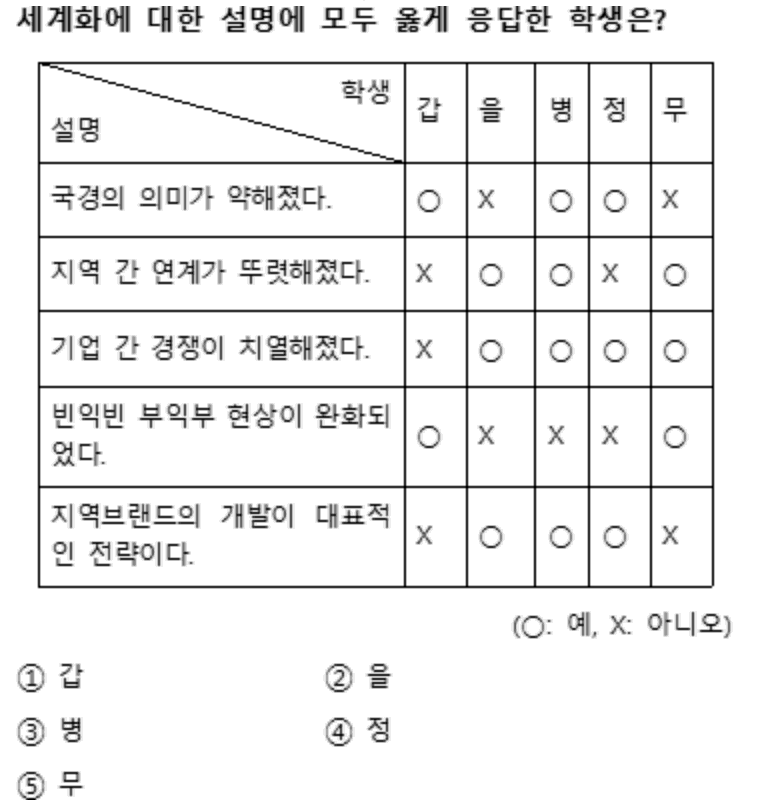 세계화에 대한 설명에 모두 옳게 응답한 학생은?
학생
설명
갑 을 병 정 무
국경의 의미가 약해졌다. ○ X ○ ○ X
지역 간 연계가 뚜렷해졌다. X ○ ○ X ○
기업 간 경쟁이 치열해졌다. X ○ ○ ○ ○
빈익빈 부익부 현상이 완화되
었다. ○ X X X ○
지역브랜드의 개발이 대표적
인 전략이다. X ○ ○ ○ X
(○: 예, X: 아니오)
① 갑 ② 을
③ 병 ④ 정
⑤ 무